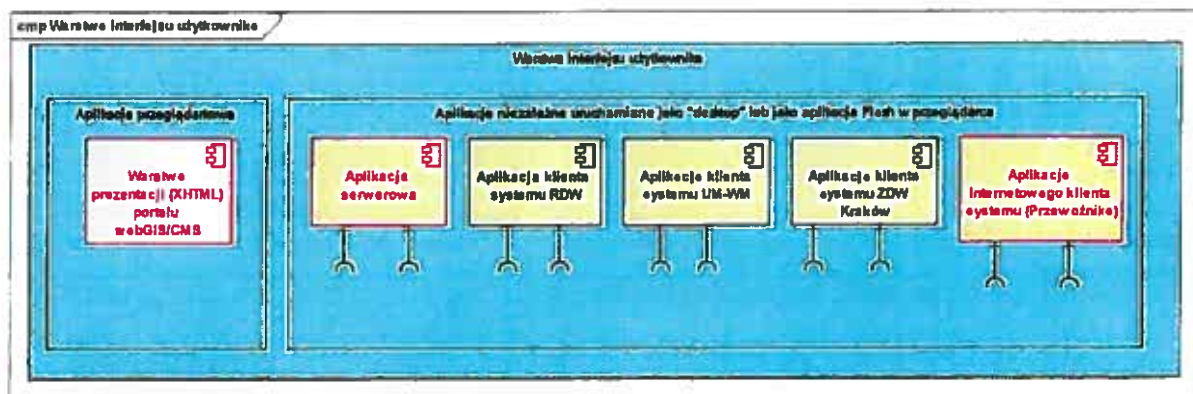 cmp Warstwa Interfejsu użytkownika
Warstwa Interfejsu użytkownika
Aplikacja przeglądarkowa
Warstwa
prezentacji (XHTML)
portalu
webGIS/CMS
Aplikacje niezależne uruchamiane jako "desktop" lub jako aplikacje Flash w przeglądarce
Aplikacja
serwerowa
Aplikacja klienta
systemu RDW
Aplikacja klienta
systemu UM-WM
Aplikacja klienta
systemu ZDW
Kraków
Aplikacja
Internetowego klienta
systemu (Przewoźnika)